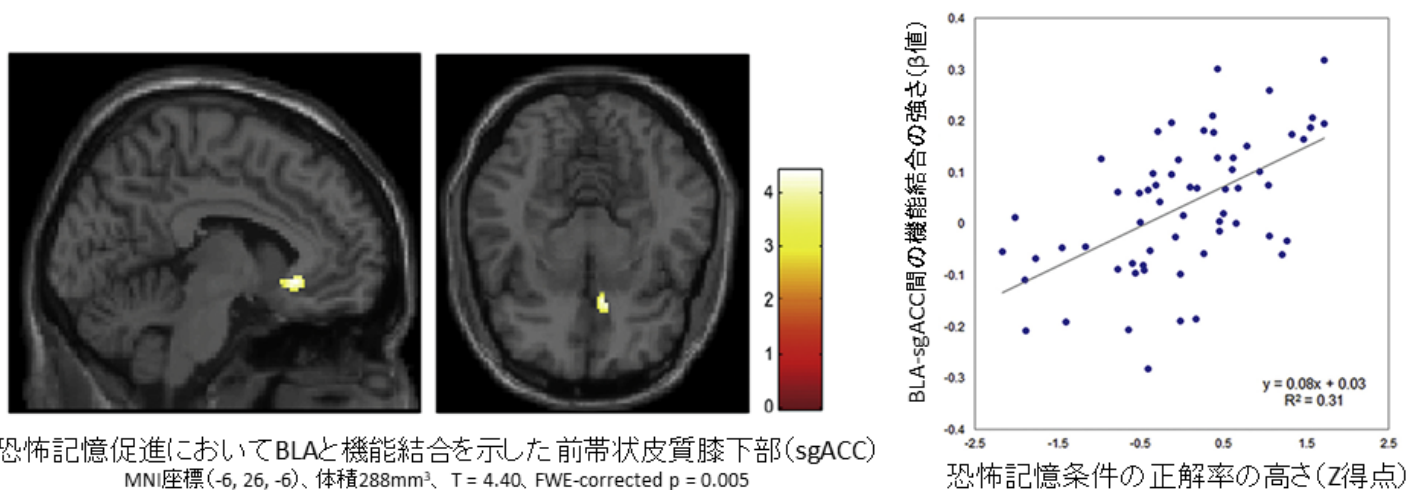 4
3
2
1
0
恐怖記憶促進においてBLAと機能結合を示した前帯状皮質膝下部(sgACC)
MNI座標(-6, 26, -6)、体積288mm³、 T = 4.40、FWE-corrected p = 0.005
BLA-sgACC間の機能結合の強さ(β値)
0.4
0.3
0.2
0.1
0
-0.1
-0.2
-0.3
-0.4
y = 0.08x + 0.03
R² = 0.31
-2.5 -1.5 -0.5 0.5 1.5 2.5
恐怖記憶条件の正解率の高さ(Z得点)